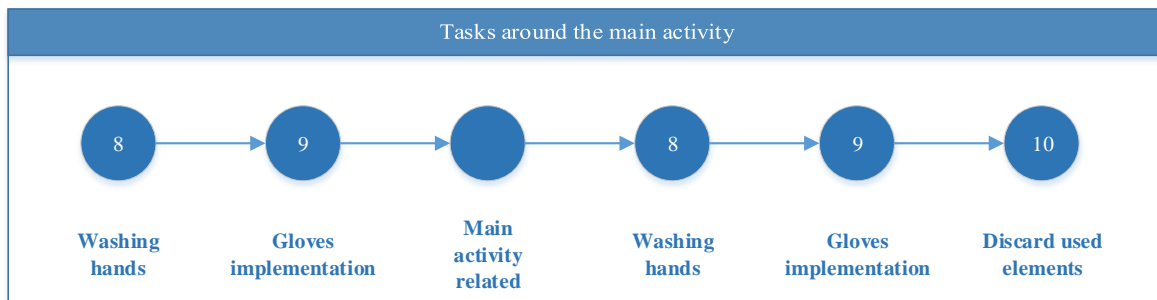 Tasks around the main activity
8
9
8
9
10
Washing
hands
Gloves
implementation
Main
activity
related
Washing
hands
Gloves
implementation
Discard used
elements